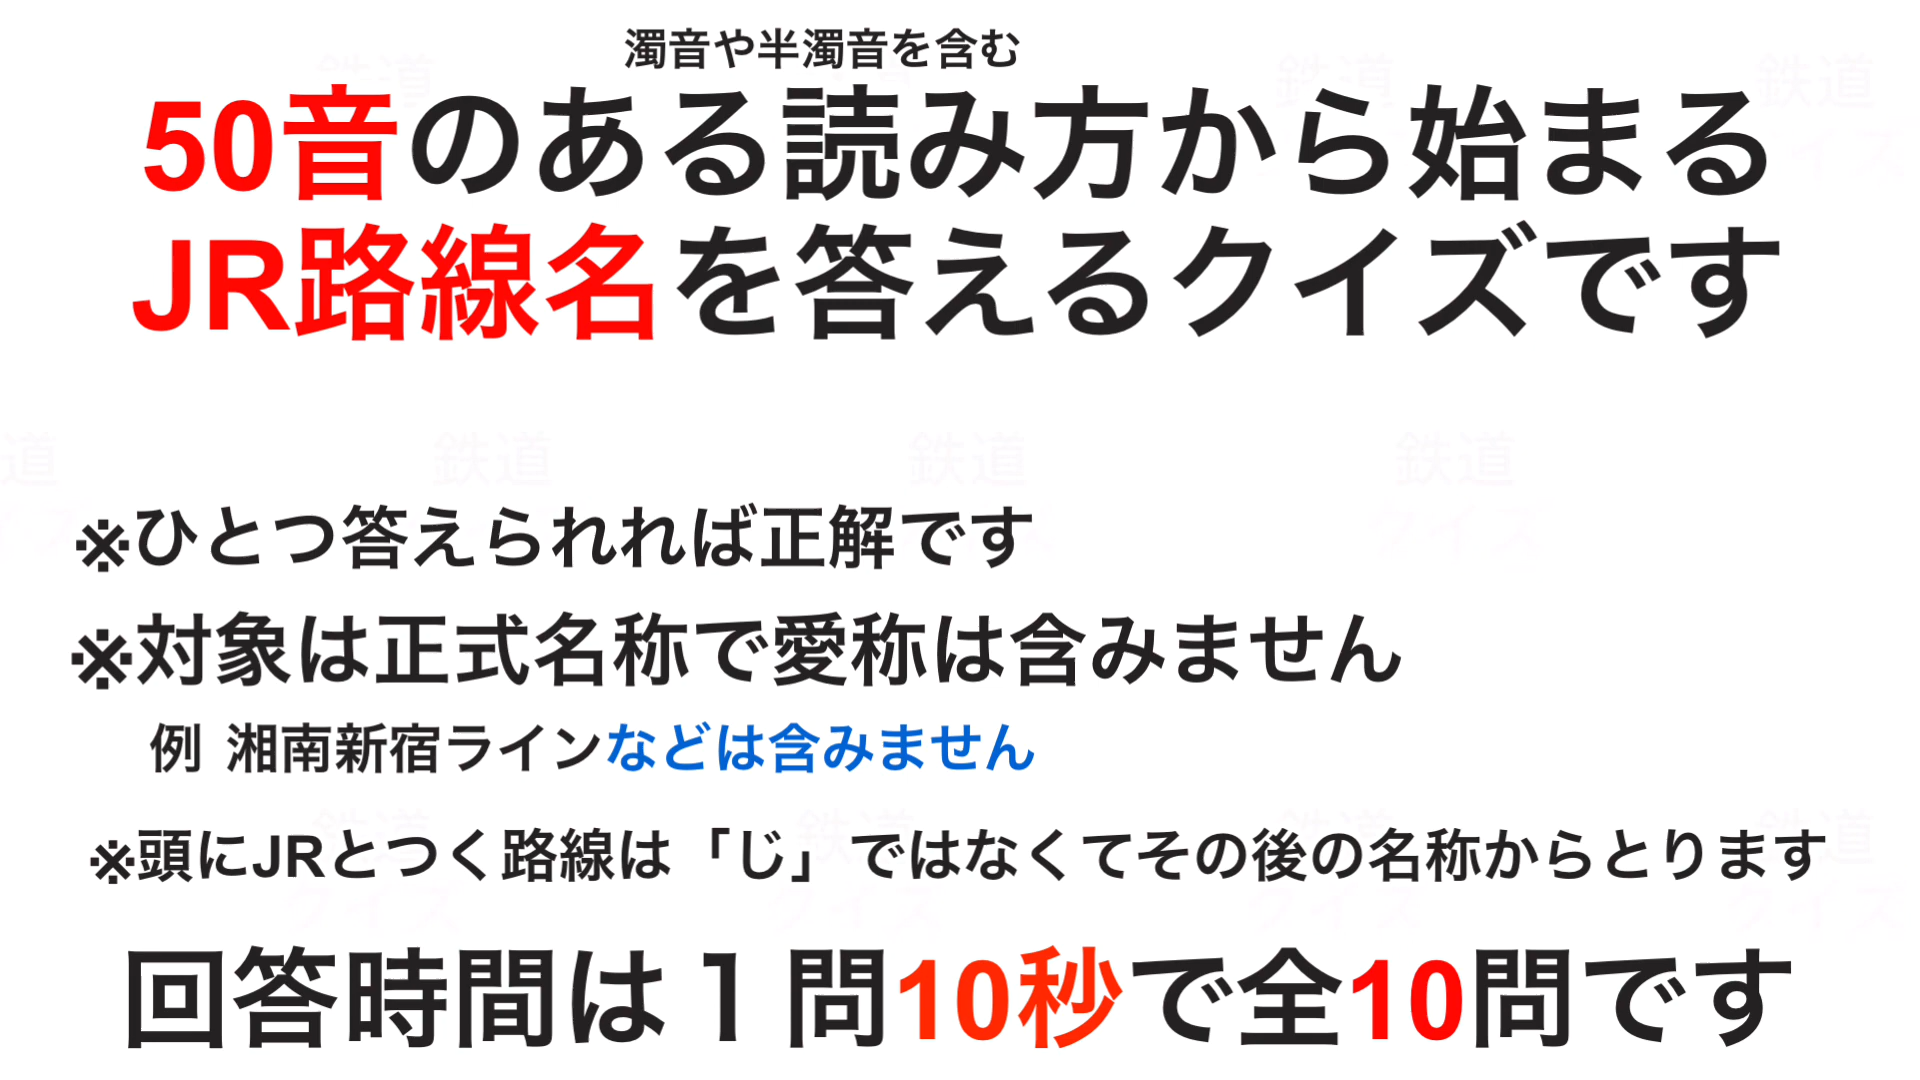 濁音や半濁音を含む
50音のある読み方から始まる
JR路線名を答えるクイズです
鉄道
※ひとつ答えられれば正解です
※対象は正式名称で愛称は含みません
例 湘南新宿ラインなどは含みません
※頭にJRとつく路線は「じ」ではなくてその後の名称からとります
回答時間は1問10秒で全10問です